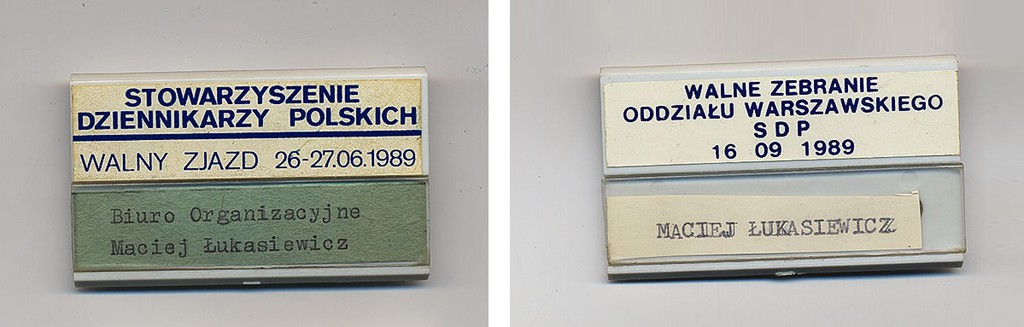 STOWARZYSZENIE
DZIENNIKARZY POLSKICH
WALNY ZJAZD 26-27.06.1989
Biuro Organizacyjne
Maciej Łukasiewicz
WALNE ZEBRANIE
ODDZIAŁU WARSZAWSKIEGO
S D P
16 09 1989
MACIEJ ŁUKASIEWICZ